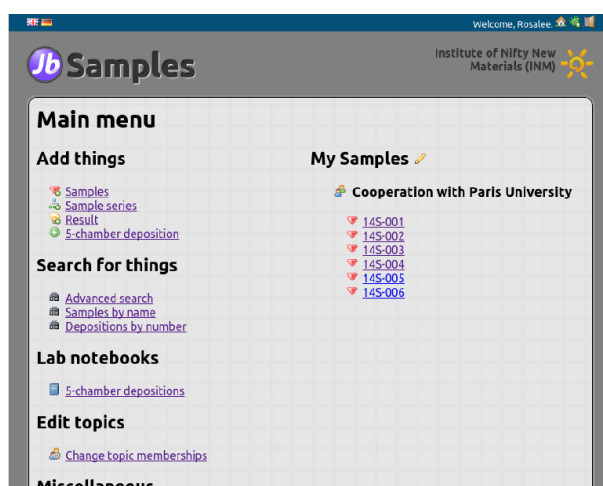 Welcome, Rosalee.
Jb Samples
Institute of Nifty New
Materials (INM)
Main menu
Add things
Samples
Sample series
Result
5-chamber deposition
Search for things
Advanced search
Samples by name
Depositions by number
Lab notebooks
5-chamber depositions
Edit topics
Change topic memberships
Miscellaneous
My Samples
Cooperation with Paris University
14S-001
14S-002
14S-003
14S-004
14S-005
14S-006